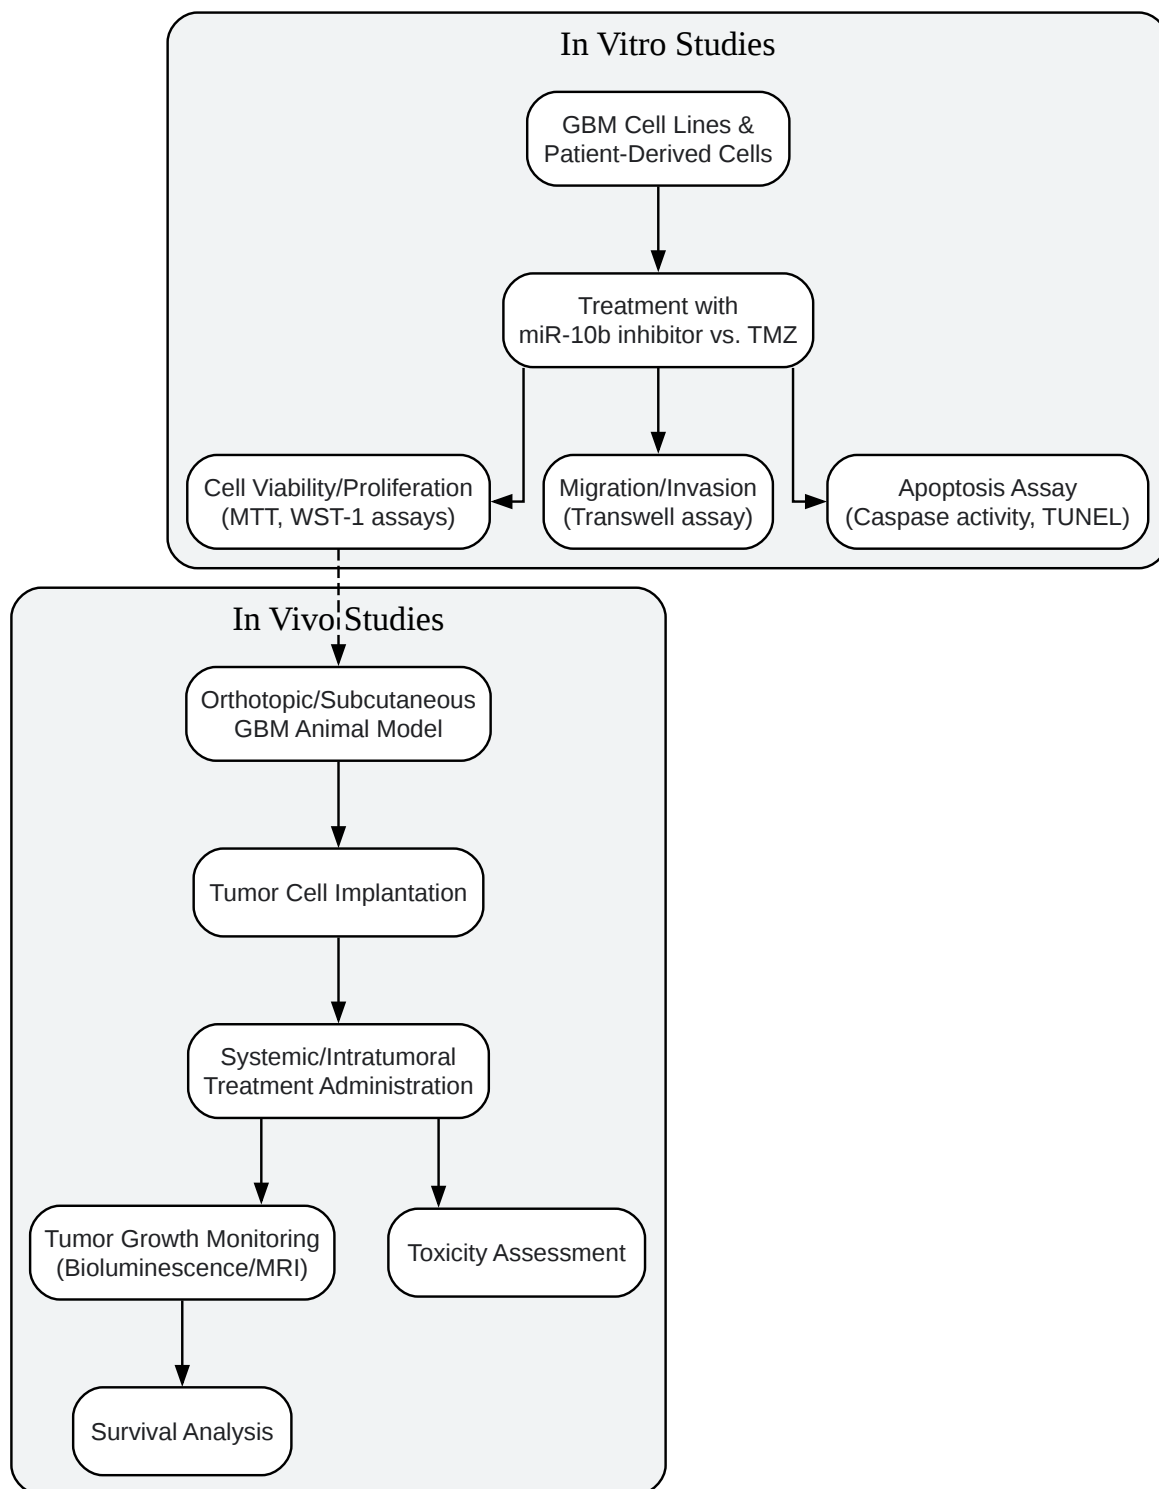 In Vitro Studies
GBM Cell Lines &
Patient-Derived Cells
Treatment with
miR-10b inhibitor vs. TMZ
Cell Viability/Proliferation
(MTT, WST-1 assays)
Migration/Invasion
(Transwell assay)
Apoptosis Assay
(Caspase activity, TUNEL)
In Vivo Studies
Orthotopic/Subcutaneous
GBM Animal Model
Tumor Cell Implantation
Systemic/Intratumoral
Treatment Administration
Tumor Growth Monitoring
(Bioluminescence/MRI)
Toxicity Assessment
Survival Analysis